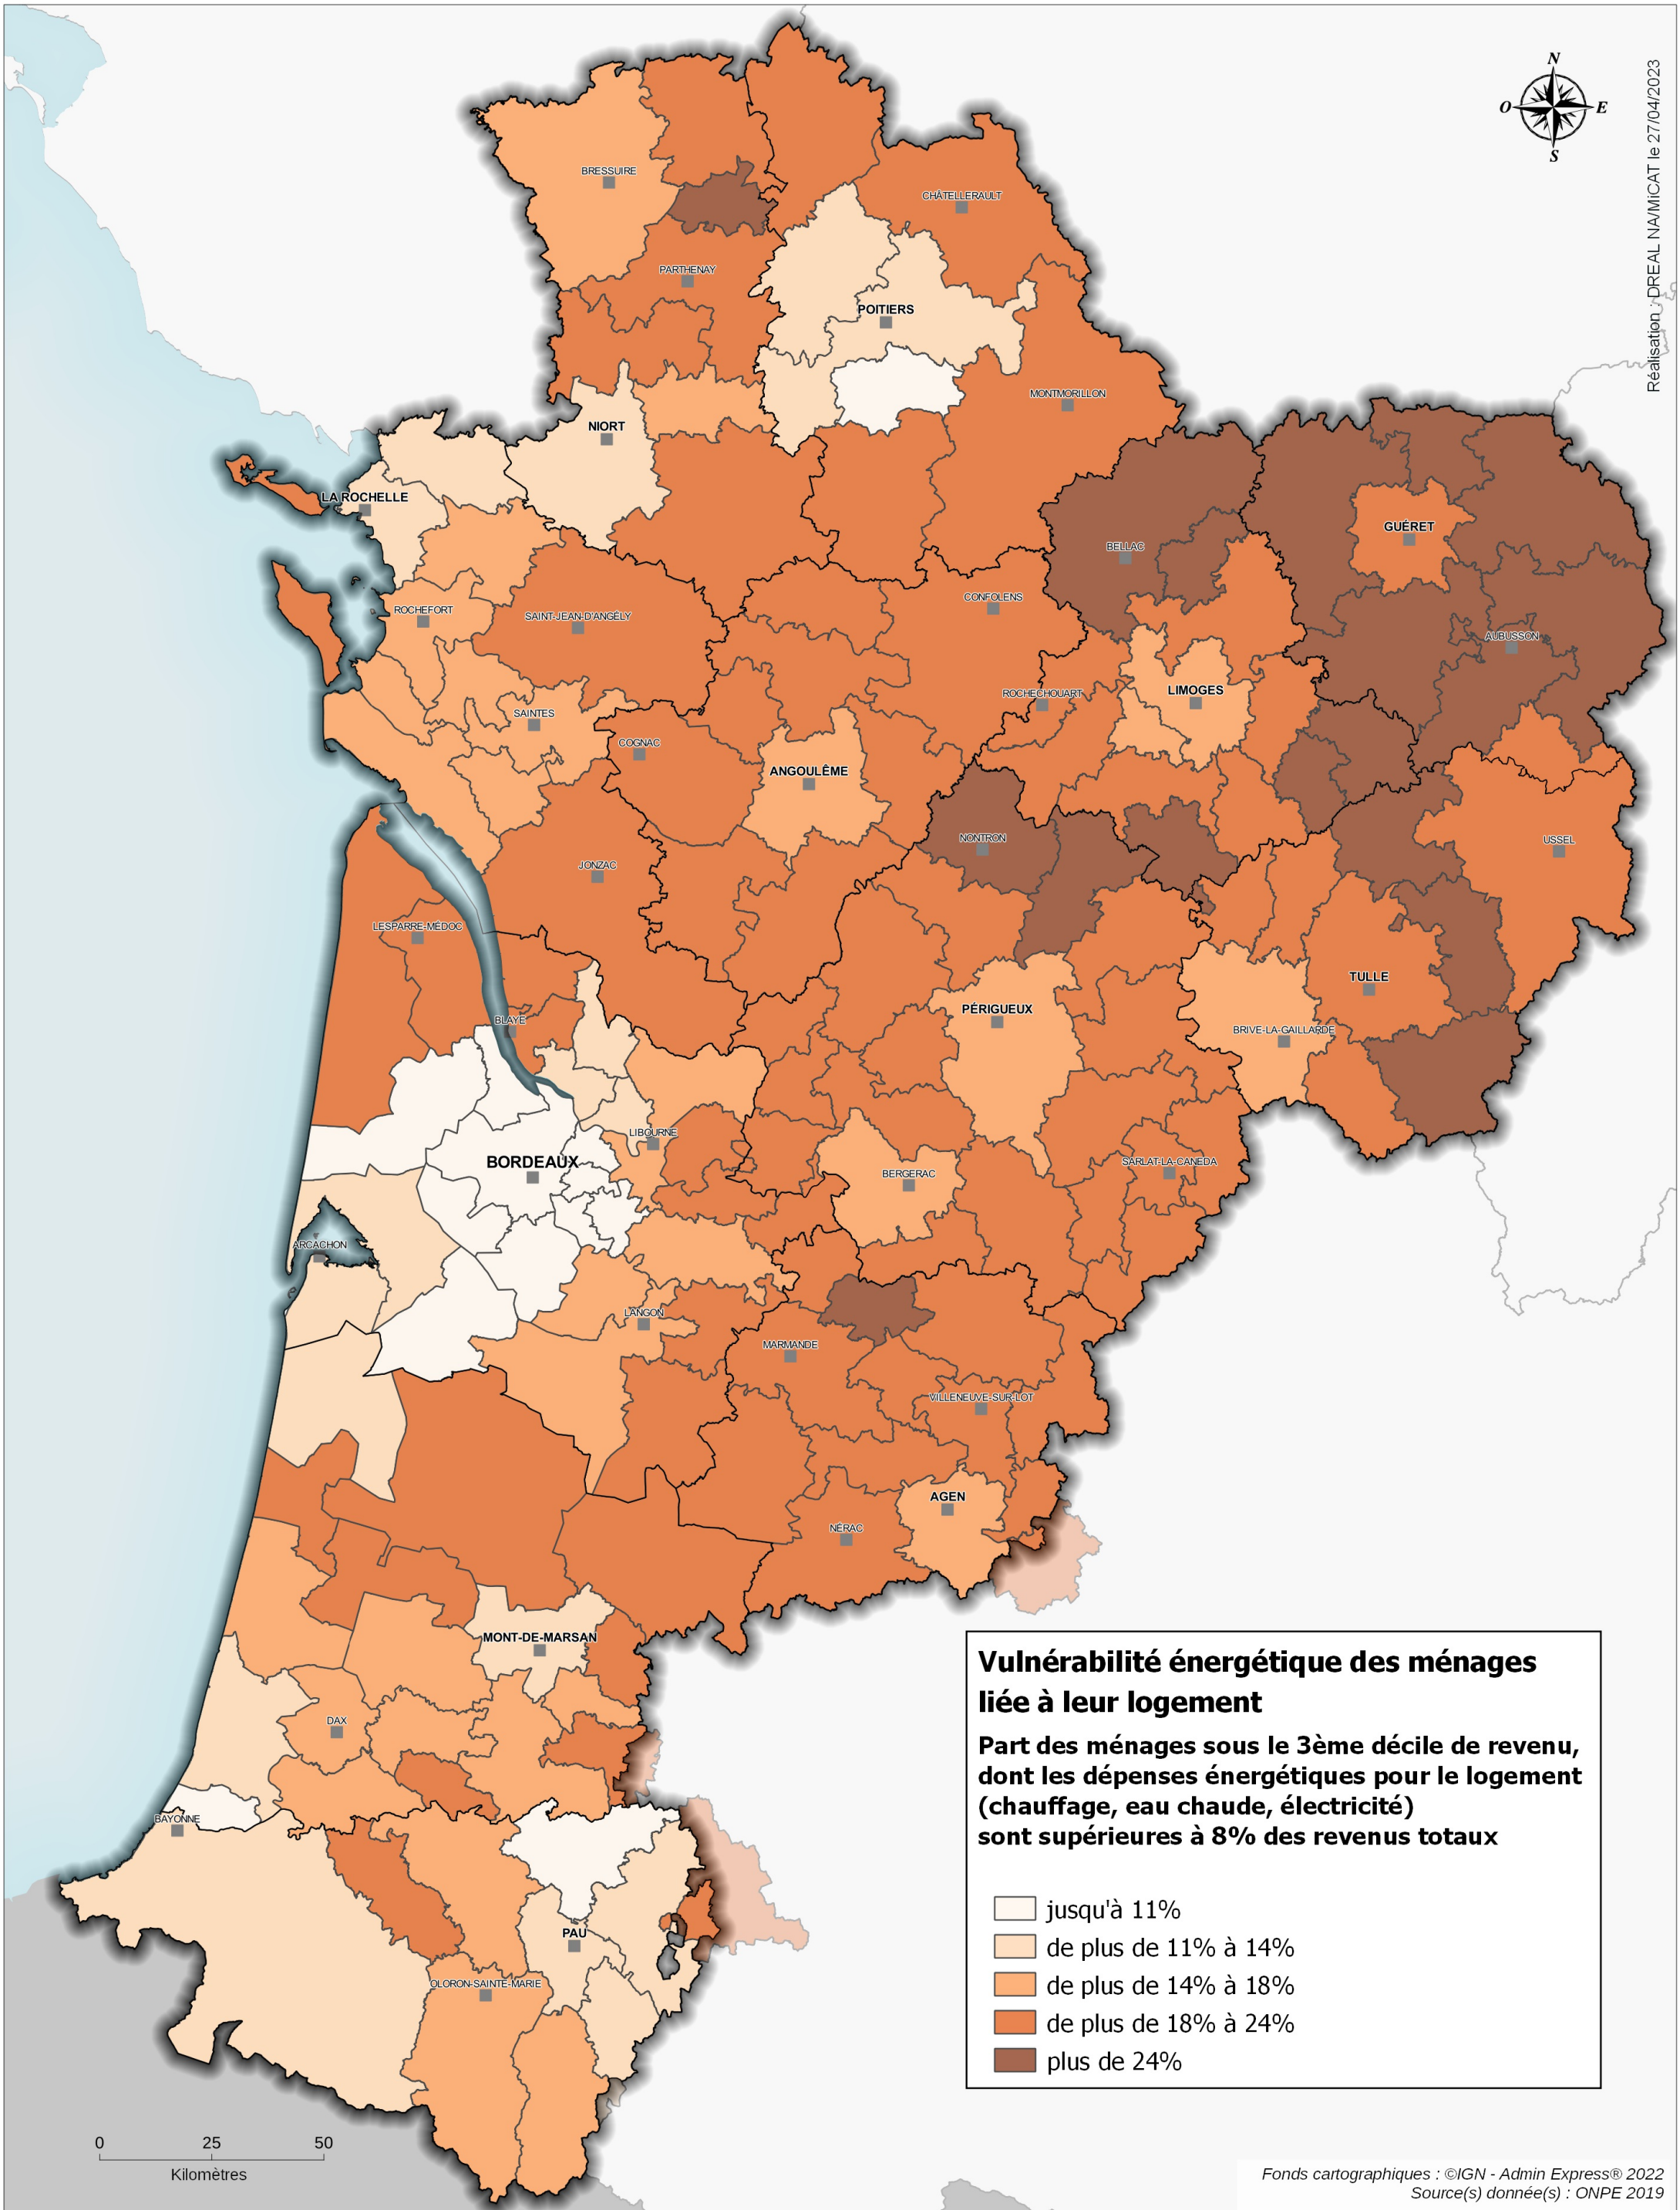 N
O
E
S
Réalisation : DREAL NA/MiCAT le 27/04/2023
BRESSUIRE
CHÂTELLERAULT
PARTHENAY
POITIERS
MONTMORILLON
NIORT
LA ROCHELLE
GUÉRET
BELLAC
CONFOLENS
ROCHEFORT
SAINT-JEAN-D'ANGÉLY
AUBUSSON
LIMOGES
ROCHECHOUART
SAINTES
COGNAC
ANGOULÊME
NONTRON
USSEL
JONZAC
LESPARRE-MÉDOC
TULLE
PÉRIGUEUX
BLAYE
BRIVE-LA-GAILLARDE
LIBOURNE
BORDEAUX
SARLAT-LA-CANÉDA
BERGERAC
ARCACHON
LANGON
MARMANDE
VILLENEUVE-SUR-LOT
AGEN
NÉRAC
MONT-DE-MARSAN
DAX
BAYONNE
PAU
OLORON-SAINTE-MARIE
Vulnérabilité énergétique des ménages
liée à leur logement
Part des ménages sous le 3ème décile de revenu,
dont les dépenses énergétiques pour le logement
(chauffage, eau chaude, électricité)
sont supérieures à 8% des revenus totaux
jusqu'à 11%
de plus de 11% à 14%
de plus de 14% à 18%
de plus de 18% à 24%
plus de 24%
0 25 50
Kilomètres
Fonds cartographiques : ©IGN - Admin Express® 2022
Source(s) donnée(s) : ONPE 2019